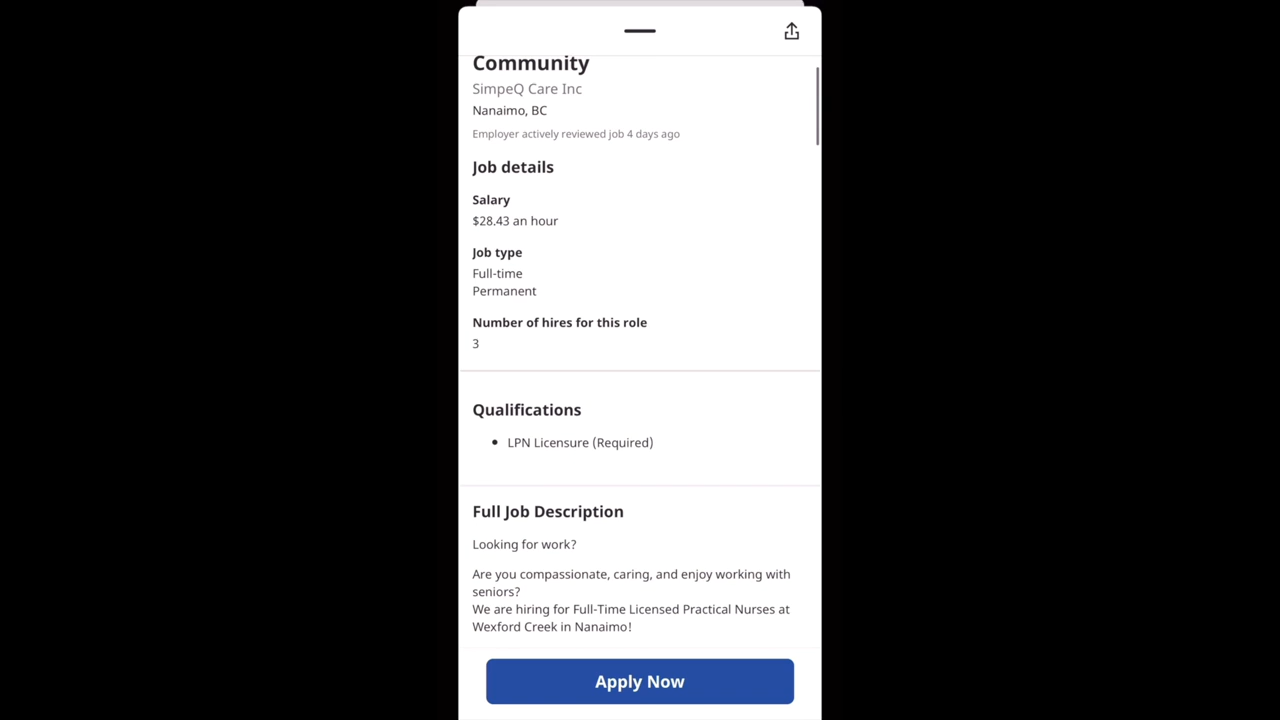 Community
SimpeQ Care Inc
Nanaimo, BC
Employer actively reviewed job 4 days ago
Job details
Salary
$28.43 an hour
Job type
Full-time
Permanent
Number of hires for this role
3
Qualifications
• LPN Licensure (Required)
Full Job Description
Looking for work?
Are you compassionate, caring, and enjoy working with
seniors?
We are hiring for Full-Time Licensed Practical Nurses at
Wexford Creek in Nanaimo!
Apply Now